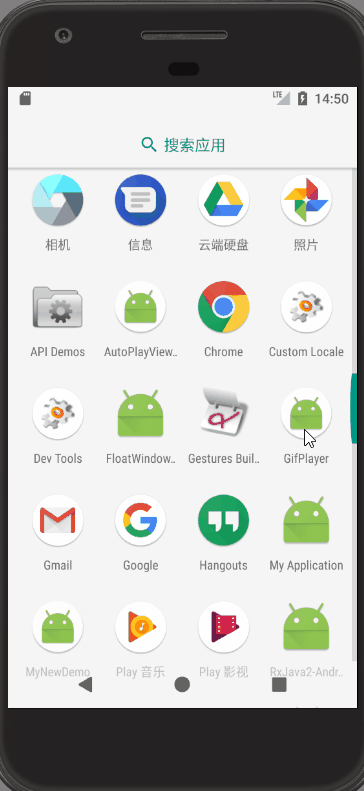 LTE 14:50
搜索应用
相机 信息 云端硬盘 照片
API Demos AutoPlayView.. Chrome Custom Locale
Dev Tools FloatWindow.. Gestures Buil.. GifPlayer
Gmail Google Hangouts My Application
MyNewDemo Play 音乐 Play 影视 RxJava2-Andr..